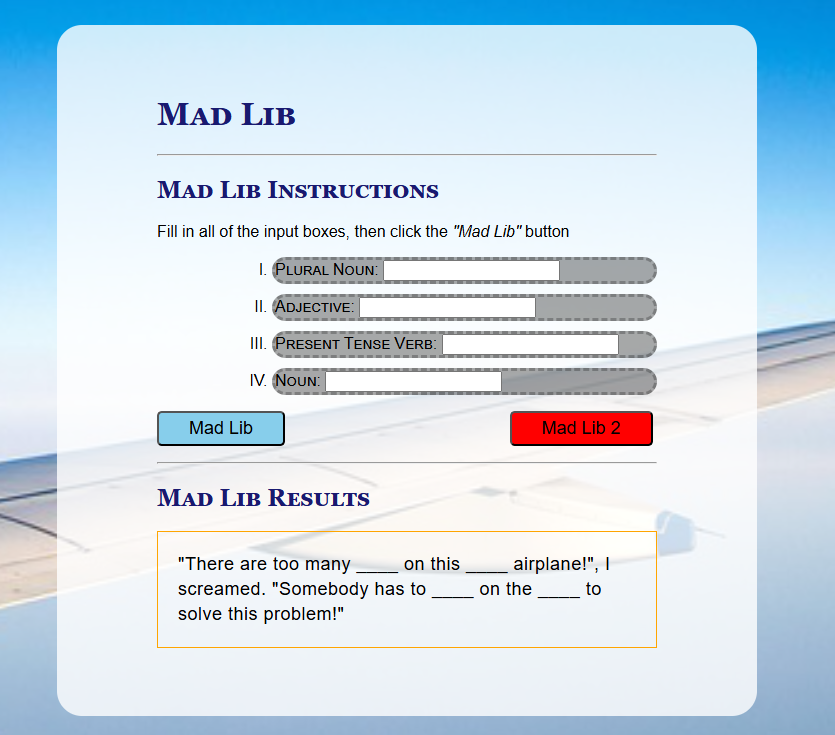 Mad Lib
Mad Lib Instructions
Fill in all of the input boxes, then click the "Mad Lib" button
I. Plural Noun:
II. Adjective:
III. Present Tense Verb:
IV. Noun:
Mad Lib Mad Lib 2
Mad Lib Results
"There are too many ____ on this ____ airplane!", I
screamed. "Somebody has to ____ on the ____ to
solve this problem!"